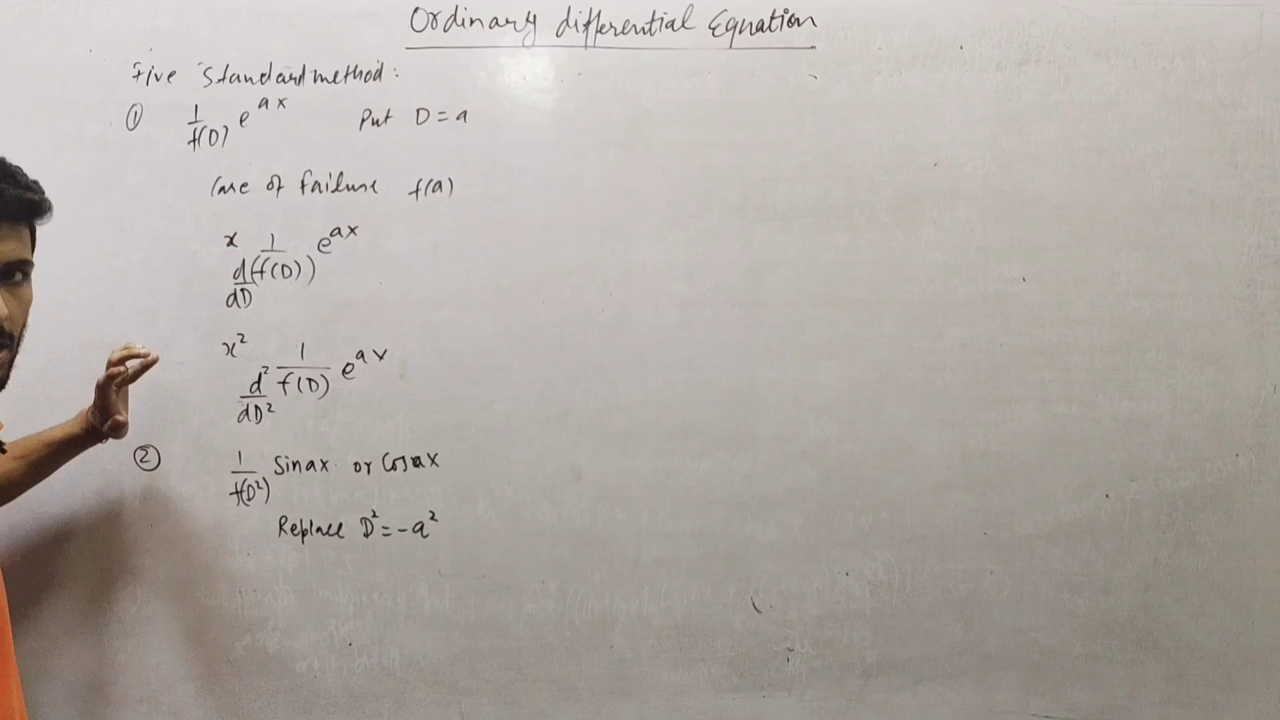 Ordinary differential Equation
Five Standard method:
① 1/f(D) e^ax Put D = a
Case of failure f(a)
x 1/(d/dD (f(D))) e^ax
x² 1/(d²/dD² f(D)) e^ax
② 1/f(D²) Sinax or Cosax
Replace D² = -a²